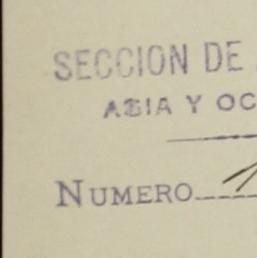 SECCION DE
ASIA Y OC
NUMERO